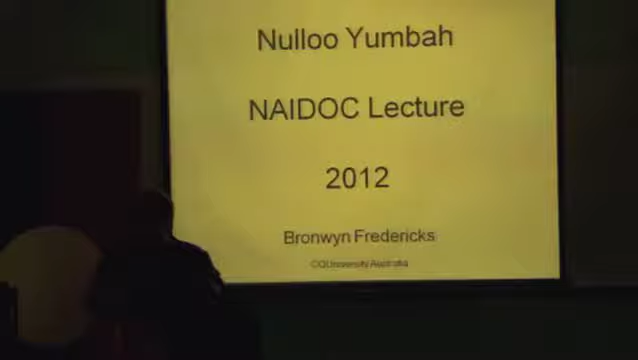 Nulloo Yumbah
NAIDOC Lecture
2012
Bronwyn Fredericks
CQUniversity Australia